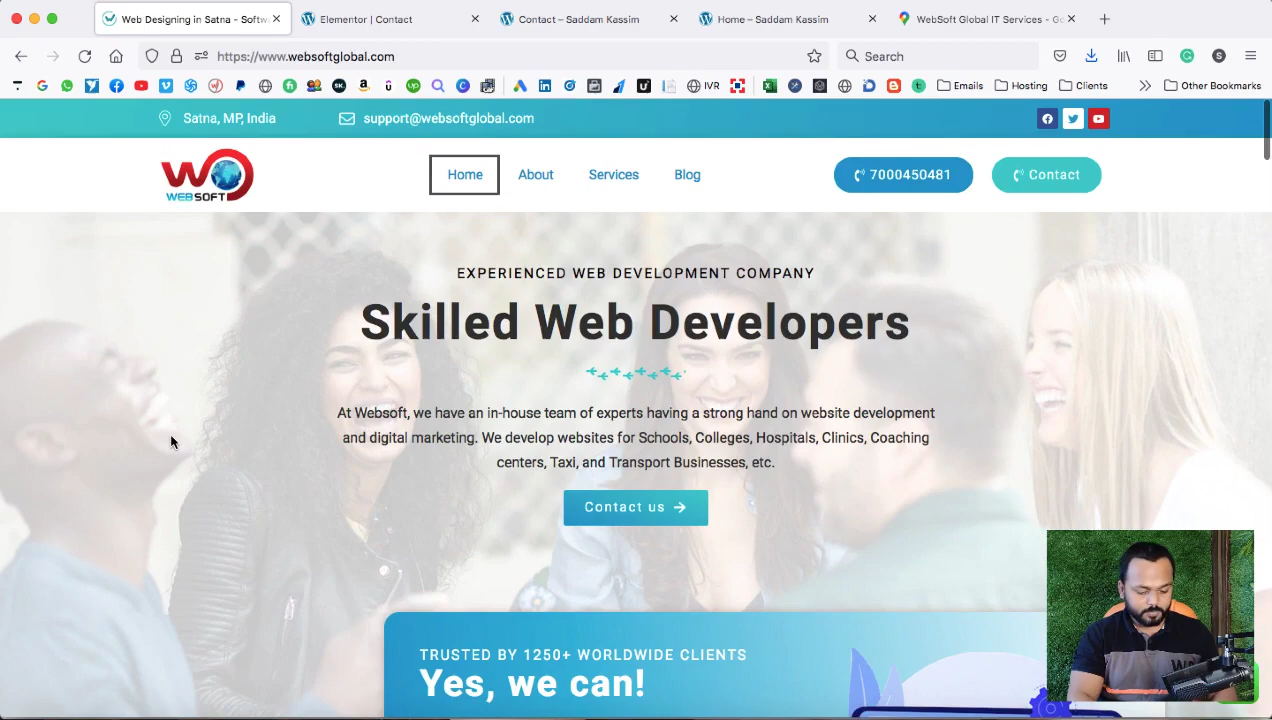 Web Designing in Satna - Softw
Elementor | Contact
Contact – Saddam Kassim
Home – Saddam Kassim
WebSoft Global IT Services - Go
https://www.websoftglobal.com
Search
IVR
Emails
Hosting
Clients
Other Bookmarks
Satna, MP, India
support@websoftglobal.com
WEBSOFT
Home
About
Services
Blog
7000450481
Contact
EXPERIENCED WEB DEVELOPMENT COMPANY
Skilled Web Developers
At Websoft, we have an in-house team of experts having a strong hand on website development
and digital marketing. We develop websites for Schools, Colleges, Hospitals, Clinics, Coaching
centers, Taxi, and Transport Businesses, etc.
Contact us
TRUSTED BY 1250+ WORLDWIDE CLIENTS
Yes, we can!